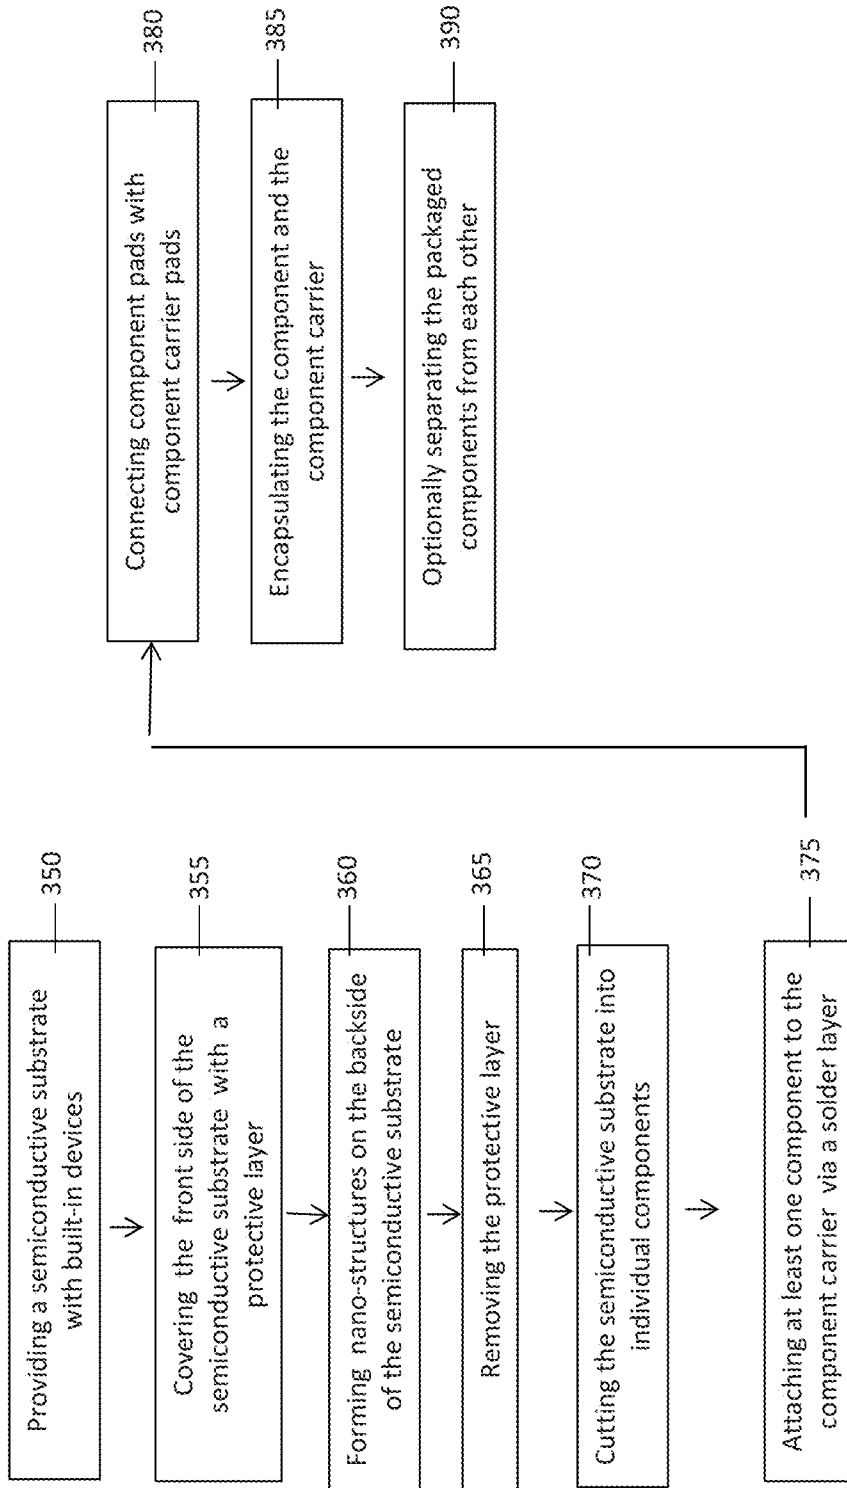 Providing a semiconductive substrate
with built-in devices
350
Covering the front side of the
semiconductive substrate with a
protective layer
355
Forming nano-structures on the backside
of the semiconductive substrate
360
Removing the protective layer
365
Cutting the semiconductive substrate into
individual components
370
Attaching at least one component to the
component carrier via a solder layer
375
Connecting component pads with
component carrier pads
380
Encapsulating the component and the
component carrier
385
Optionally separating the packaged
components from each other
390